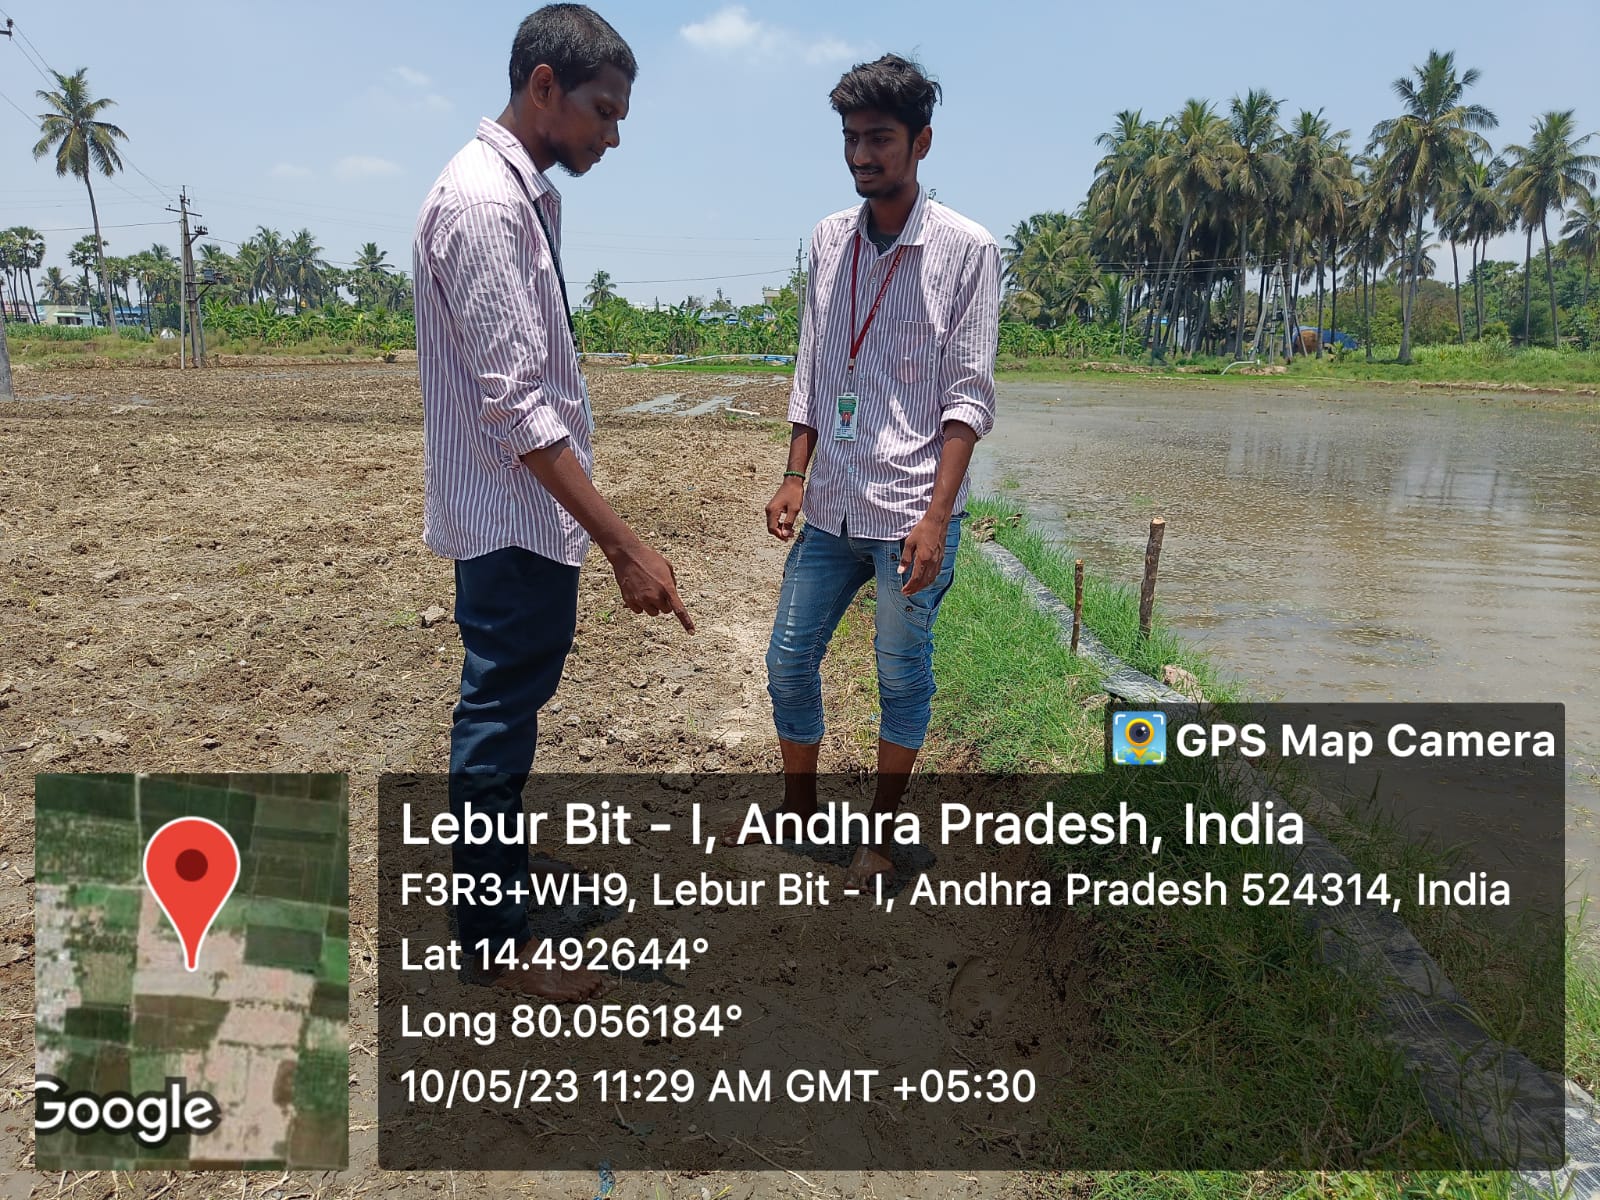 GPS Map Camera
Lebur Bit - I, Andhra Pradesh, India
F3R3+WH9, Lebur Bit - I, Andhra Pradesh 524314, India
Lat 14.492644°
Long 80.056184°
10/05/23 11:29 AM GMT +05:30
Google